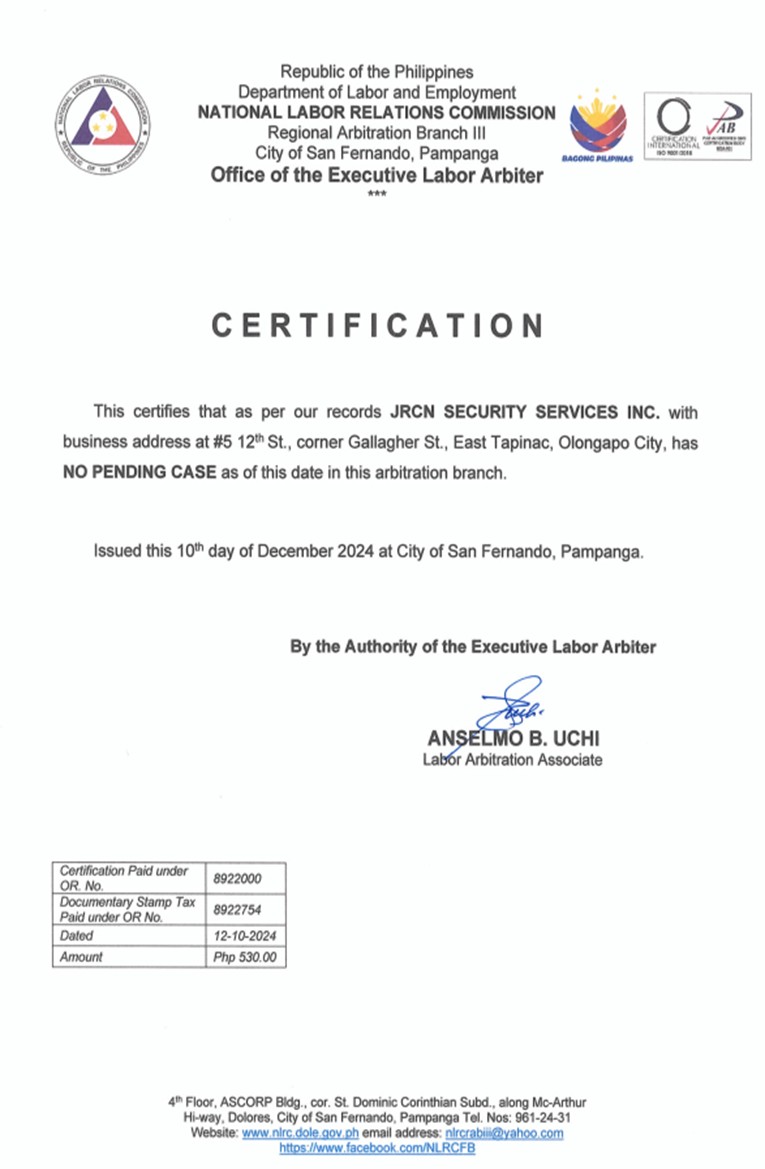 Republic of the Philippines
Department of Labor and Employment
NATIONAL LABOR RELATIONS COMMISSION
Regional Arbitration Branch III
City of San Fernando, Pampanga
Office of the Executive Labor Arbiter
***
NATIONAL LABOR RELATIONS COMMISSION
REPUBLIC OF THE PHILIPPINES
BAGONG PILIPINAS
CERTIFICATION
INTERNATIONAL
ISO 9001:2015
PAB
CERTIFICATION
This certifies that as per our records JRCN SECURITY SERVICES INC. with
business address at #5 12th St., corner Gallagher St., East Tapinac, Olongapo City, has
NO PENDING CASE as of this date in this arbitration branch.
Issued this 10th day of December 2024 at City of San Fernando, Pampanga.
By the Authority of the Executive Labor Arbiter
ANSELMO B. UCHI
Labor Arbitration Associate
Certification Paid under
OR. No.
8922000
Documentary Stamp Tax
Paid under OR No.
8922754
Dated
12-10-2024
Amount
Php 530.00
4th Floor, ASCORP Bldg., cor. St. Dominic Corinthian Subd., along Mc-Arthur
Hi-way, Dolores, City of San Fernando, Pampanga Tel. Nos: 961-24-31
Website: www.nlrc.dole.gov.ph email address: nlrcrabiii@yahoo.com
https://www.facebook.com/NLRCFB